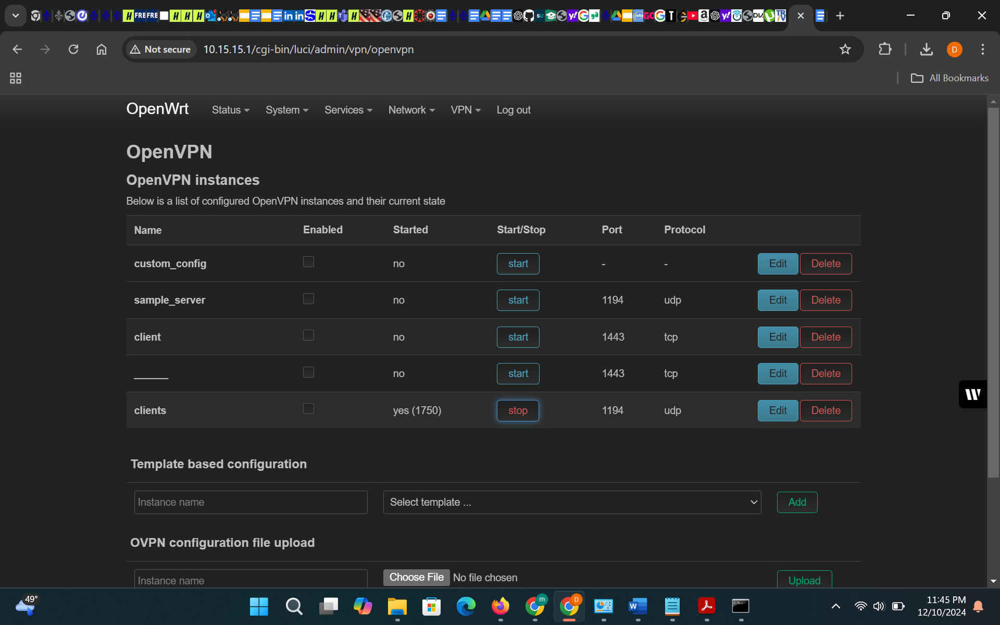 Not secure
10.15.15.1/cgi-bin/luci/admin/vpn/openvpn
D
All Bookmarks
OpenWrt Status System Services Network VPN Log out
OpenVPN
OpenVPN instances
Below is a list of configured OpenVPN instances and their current state
Name Enabled Started Start/Stop Port Protocol
custom_config no start - - Edit Delete
sample_server no start 1194 udp Edit Delete
client no start 1443 tcp Edit Delete
______ no start 1443 tcp Edit Delete
clients yes (1750) stop 1194 udp Edit Delete
Template based configuration
Instance name Select template ... Add
OVPN configuration file upload
Instance name Choose File No file chosen Upload
49°
m
D
11:45 PM
12/10/2024